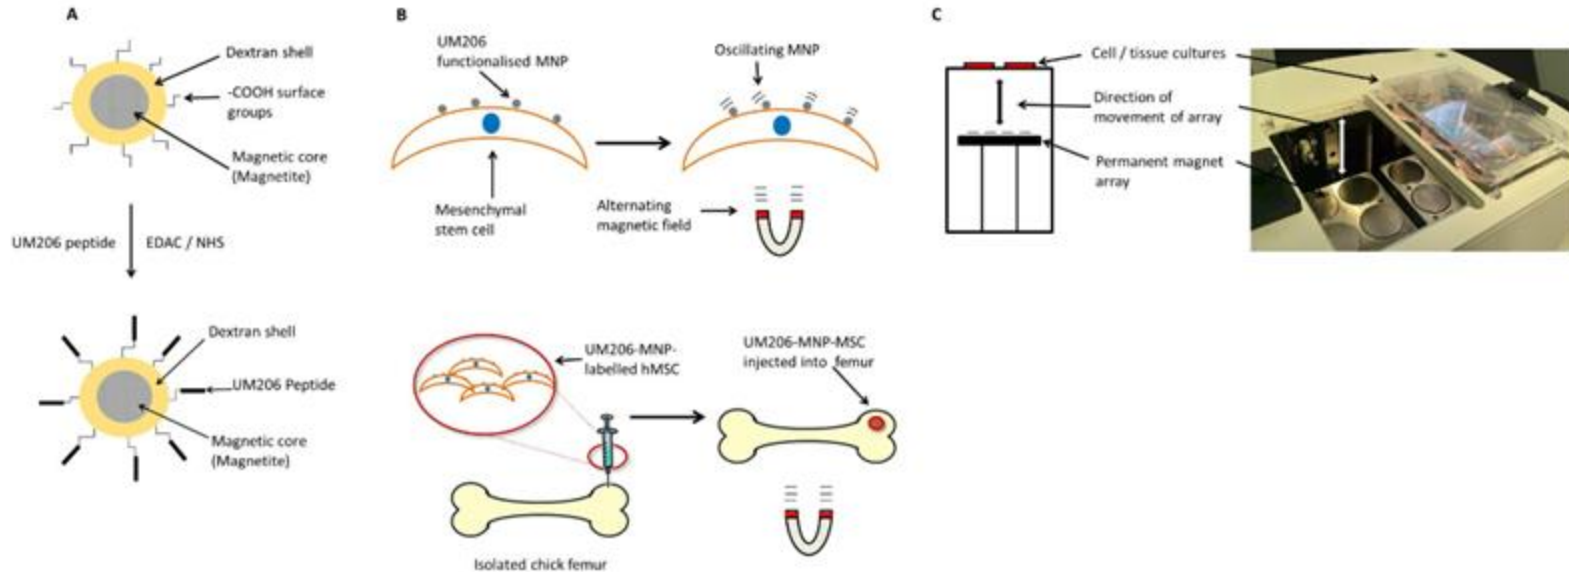 A
Dextran shell
-COOH surface
groups
Magnetic core
(Magnetite)
UM206 peptide
EDAC / NHS
Dextran shell
UM206 Peptide
Magnetic core
(Magnetite)
B
UM206
functionalised MNP
Oscillating MNP
Mesenchymal
stem cell
Alternating
magnetic field
UM206-MNP-
labelled hMSC
UM206-MNP-MSC
injected into femur
Isolated chick femur
C
Cell / tissue cultures
Direction of
movement of array
Permanent magnet
array